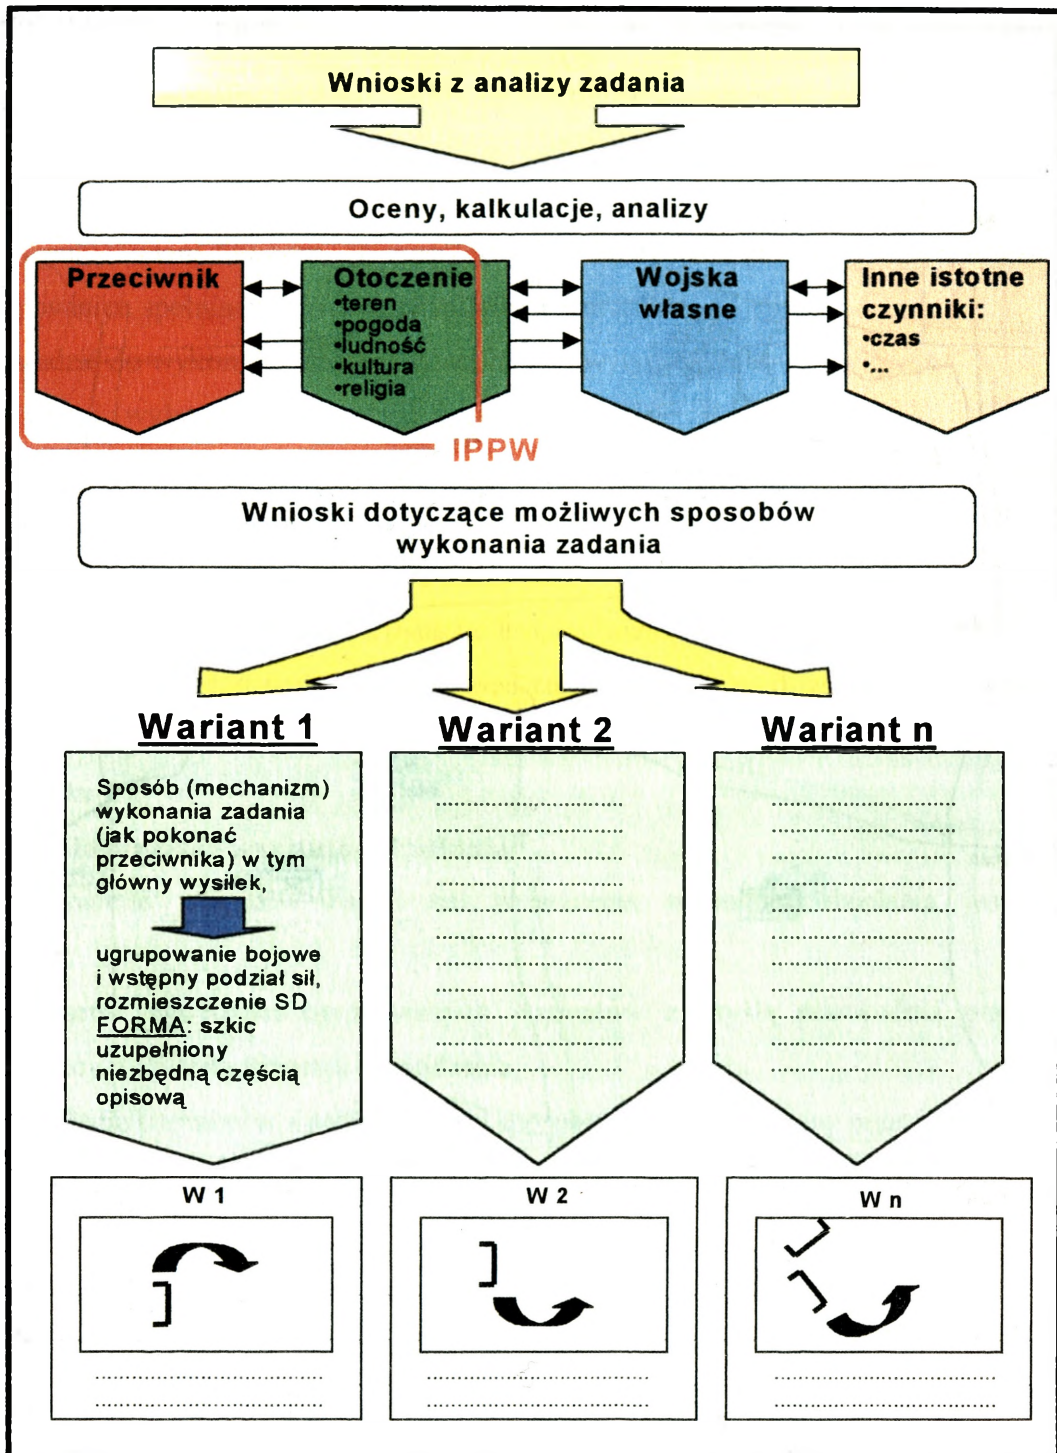 Wnioski z analizy zadania
Oceny, kalkulacje, analizy
Przeciwnik
Otoczenie
•teren
•pogoda
•ludność
•kultura
•religia
Wojska
własne
Inne istotne
czynniki:
•czas
•...
IPPW
Wnioski dotyczące możliwych sposobów
wykonania zadania
Wariant 1
Sposób (mechanizm)
wykonania zadania
(jak pokonać
przeciwnika) w tym
główny wysiłek,
ugrupowanie bojowe
i wstępny podział sił,
rozmieszczenie SD
FORMA: szkic
uzupełniony
niezbędną częścią
opisową
Wariant 2
Wariant n
W 1
W 2
W n